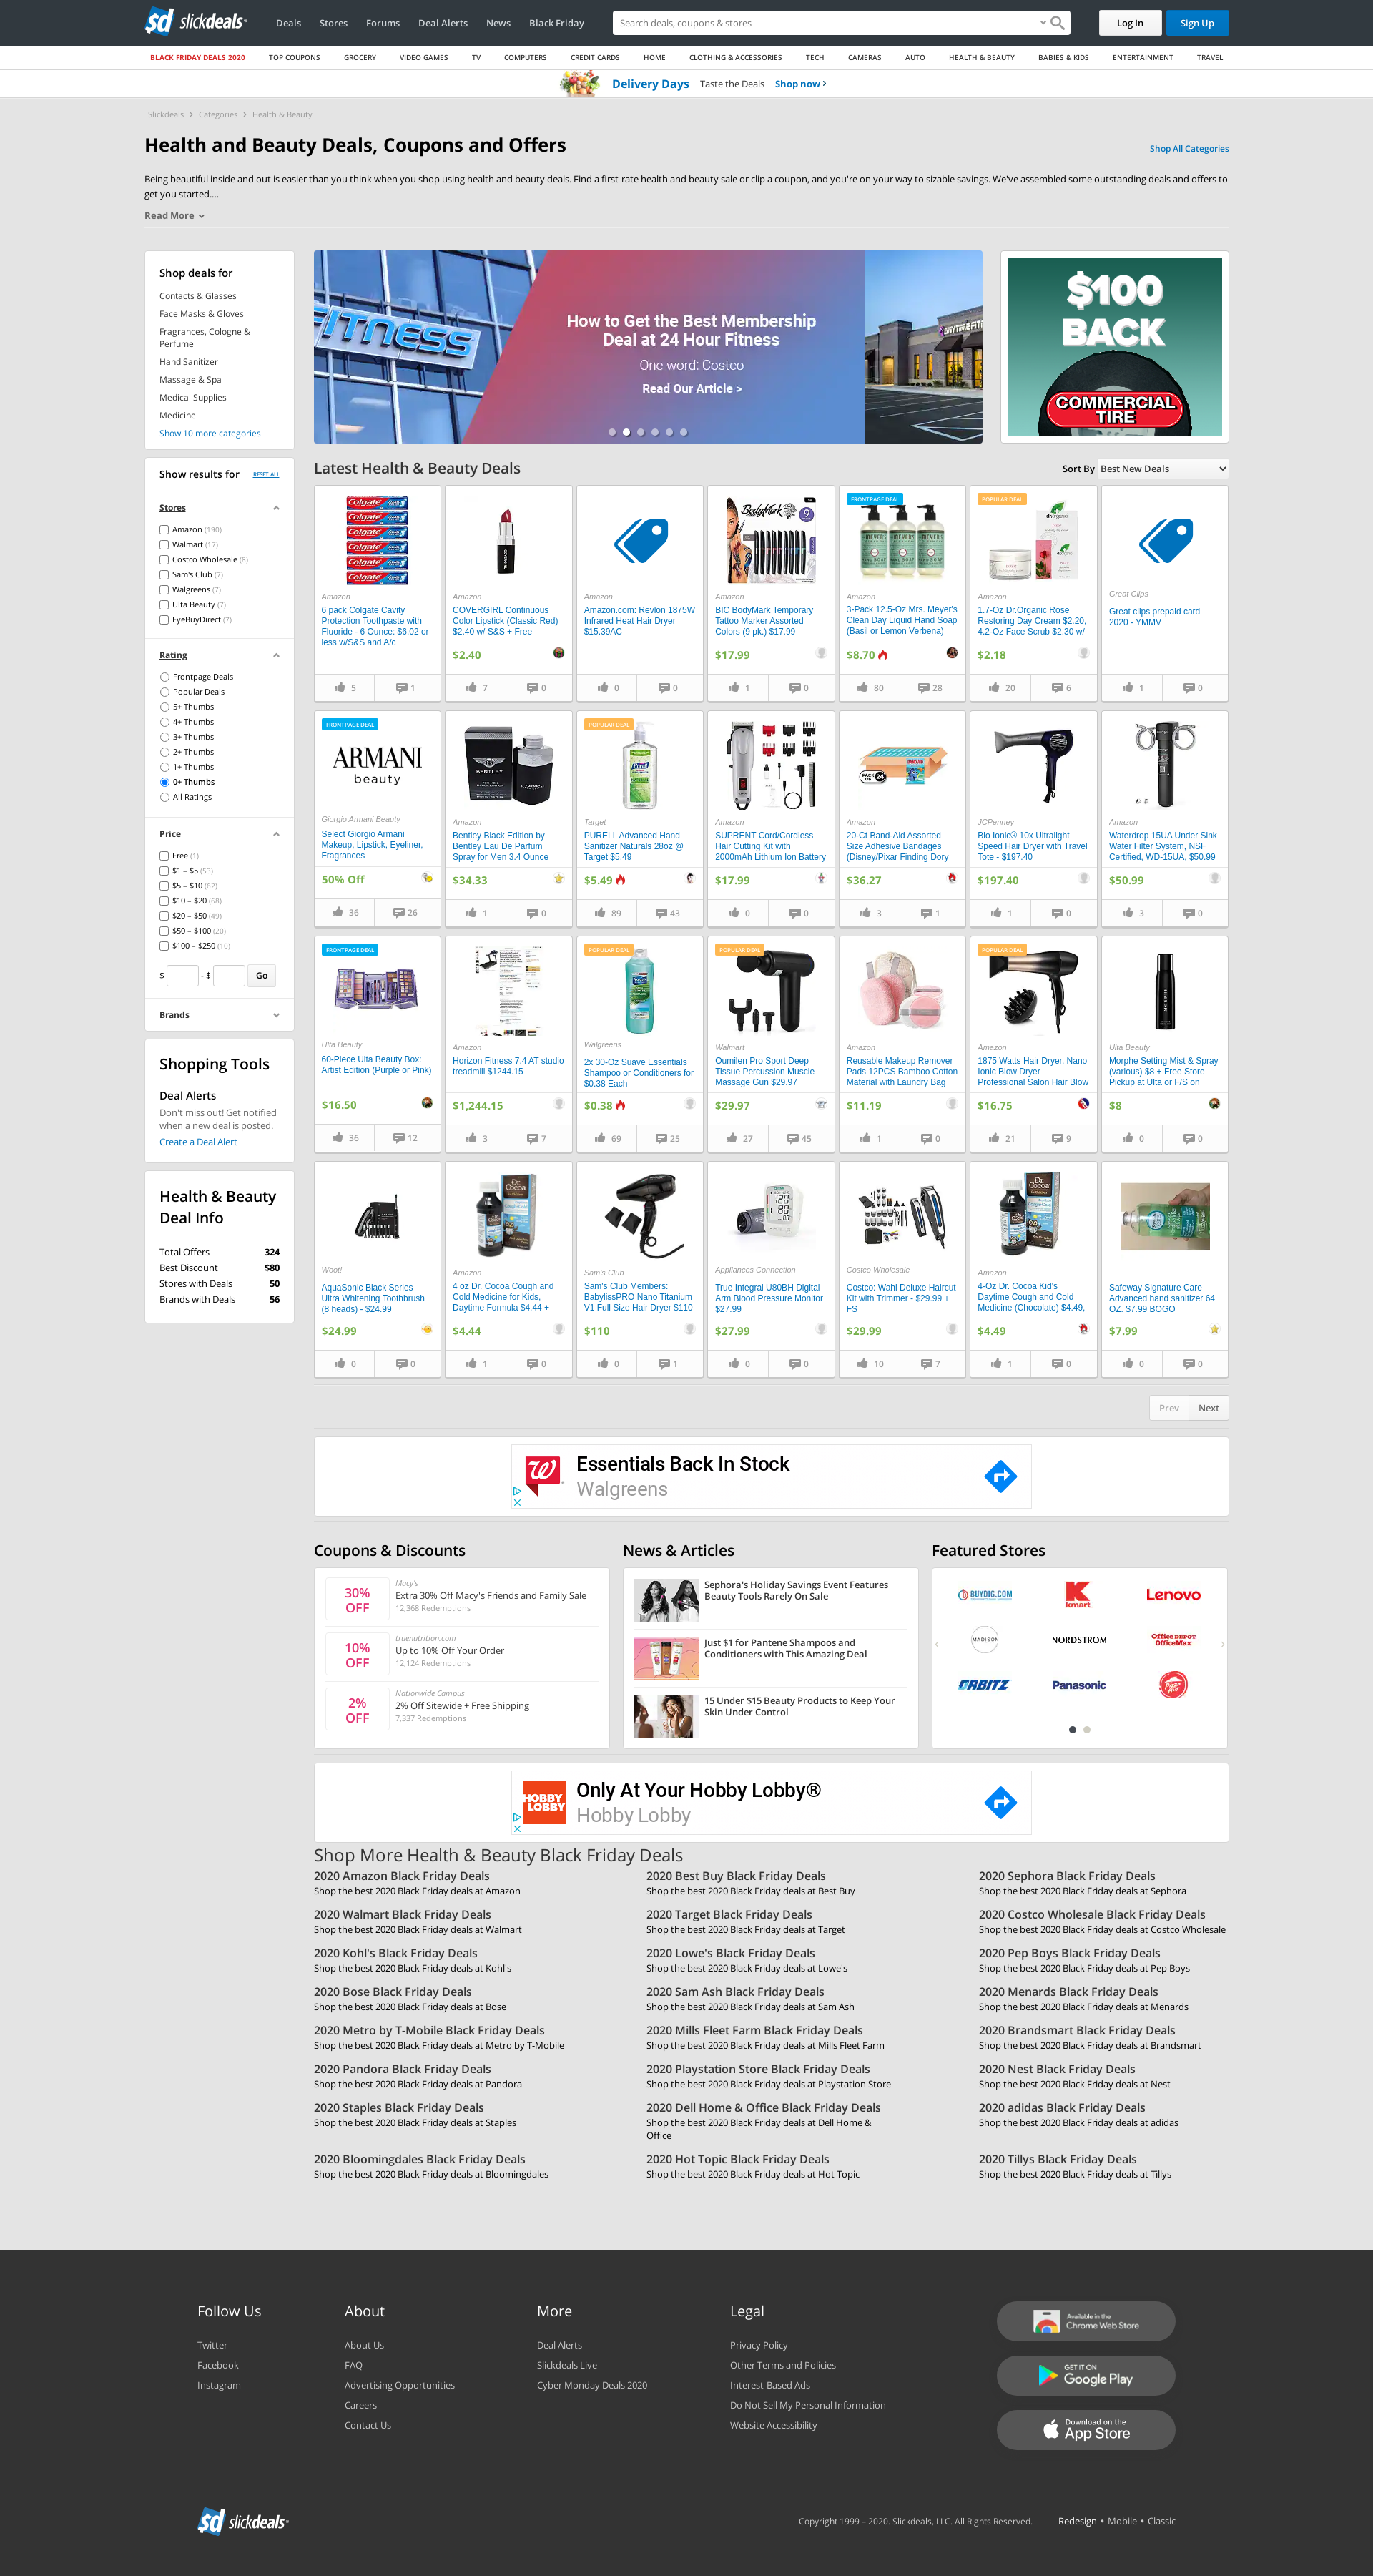 slickdeals
Deals
Stores
Forums
Deal Alerts
News
Black Friday
Search deals, coupons & stores
Log In
Sign Up
BLACK FRIDAY DEALS 2020
TOP COUPONS
GROCERY
VIDEO GAMES
TV
COMPUTERS
CREDIT CARDS
HOME
CLOTHING & ACCESSORIES
TECH
CAMERAS
AUTO
HEALTH & BEAUTY
BABIES & KIDS
ENTERTAINMENT
TRAVEL
Delivery Days Taste the Deals Shop now ›
Slickdeals › Categories › Health & Beauty
Health and Beauty Deals, Coupons and Offers
Shop All Categories
Being beautiful inside and out is easier than you think when you shop using health and beauty deals. Find a first-rate health and beauty sale or clip a coupon, and you're on your way to sizable savings. We've assembled some outstanding deals and offers to
get you started....
Read More
Shop deals for
Contacts & Glasses
Face Masks & Gloves
Fragrances, Cologne &
Perfume
Hand Sanitizer
Massage & Spa
Medical Supplies
Medicine
Show 10 more categories
FITNESS
How to Get the Best Membership
Deal at 24 Hour Fitness
One word: Costco
Read Our Article >
$100
BACK
COMMERCIAL
TIRE
Show results for
RESET ALL
Stores
Amazon (190)
Walmart (17)
Costco Wholesale (8)
Sam's Club (7)
Walgreens (7)
Ulta Beauty (7)
EyeBuyDirect (7)
Rating
Frontpage Deals
Popular Deals
5+ Thumbs
4+ Thumbs
3+ Thumbs
2+ Thumbs
1+ Thumbs
0+ Thumbs
All Ratings
Price
Free (1)
$1 – $5 (53)
$5 – $10 (62)
$10 – $20 (68)
$20 – $50 (49)
$50 – $100 (20)
$100 – $250 (10)
$ - $ Go
Brands
Shopping Tools
Deal Alerts
Don't miss out! Get notified
when a new deal is posted.
Create a Deal Alert
Health & Beauty
Deal Info
Total Offers 324
Best Discount $80
Stores with Deals 50
Brands with Deals 56
Latest Health & Beauty Deals
Sort By Best New Deals
Colgate
Colgate
Colgate
Colgate
Colgate
Colgate
Amazon
6 pack Colgate Cavity
Protection Toothpaste with
Fluoride - 6 Ounce: $6.02 or
less w/S&S and A/c
5 1
Amazon
COVERGIRL Continuous
Color Lipstick (Classic Red)
$2.40 w/ S&S + Free
$2.40
7 0
Amazon
Amazon.com: Revlon 1875W
Infrared Heat Hair Dryer
$15.39AC
0 0
BodyMark
9
Amazon
BIC BodyMark Temporary
Tattoo Marker Assorted
Colors (9 pk.) $17.99
$17.99
1 0
FRONTPAGE DEAL
Amazon
3-Pack 12.5-Oz Mrs. Meyer's
Clean Day Liquid Hand Soap
(Basil or Lemon Verbena)
$8.70
80 28
POPULAR DEAL
Amazon
1.7-Oz Dr.Organic Rose
Restoring Day Cream $2.20,
4.2-Oz Face Scrub $2.30 w/
$2.18
20 6
Great Clips
Great clips prepaid card
2020 - YMMV
1 0
FRONTPAGE DEAL
ARMANI
beauty
Giorgio Armani Beauty
Select Giorgio Armani
Makeup, Lipstick, Eyeliner,
Fragrances
50% Off
36 26
BENTLEY
Amazon
Bentley Black Edition by
Bentley Eau De Parfum
Spray for Men 3.4 Ounce
$34.33
1 0
POPULAR DEAL
PURELL
Target
PURELL Advanced Hand
Sanitizer Naturals 28oz @
Target $5.49
$5.49
89 43
Amazon
SUPRENT Cord/Cordless
Hair Cutting Kit with
2000mAh Lithium Ion Battery
$17.99
0 0
PACK OF 24
Amazon
20-Ct Band-Aid Assorted
Size Adhesive Bandages
(Disney/Pixar Finding Dory
$36.27
3 1
JCPenney
Bio Ionic® 10x Ultralight
Speed Hair Dryer with Travel
Tote - $197.40
$197.40
1 0
Amazon
Waterdrop 15UA Under Sink
Water Filter System, NSF
Certified, WD-15UA, $50.99
$50.99
3 0
FRONTPAGE DEAL
Ulta Beauty
60-Piece Ulta Beauty Box:
Artist Edition (Purple or Pink)
$16.50
36 12
Amazon
Horizon Fitness 7.4 AT studio
treadmill $1244.15
$1,244.15
3 7
POPULAR DEAL
Walgreens
2x 30-Oz Suave Essentials
Shampoo or Conditioners for
$0.38 Each
$0.38
69 25
POPULAR DEAL
Walmart
Oumilen Pro Sport Deep
Tissue Percussion Muscle
Massage Gun $29.97
$29.97
27 45
Amazon
Reusable Makeup Remover
Pads 12PCS Bamboo Cotton
Material with Laundry Bag
$11.19
1 0
POPULAR DEAL
Amazon
1875 Watts Hair Dryer, Nano
Ionic Blow Dryer
Professional Salon Hair Blow
$16.75
21 9
Ulta Beauty
Morphe Setting Mist & Spray
(various) $8 + Free Store
Pickup at Ulta or F/S on
$8
0 0
Woot!
AquaSonic Black Series
Ultra Whitening Toothbrush
(8 heads) - $24.99
$24.99
0 0
Dr. Cocoa
Amazon
4 oz Dr. Cocoa Cough and
Cold Medicine for Kids,
Daytime Formula $4.44 +
$4.44
1 0
Sam's Club
Sam's Club Members:
BabylissPRO Nano Titanium
V1 Full Size Hair Dryer $110
$110
0 1
Appliances Connection
True Integral U80BH Digital
Arm Blood Pressure Monitor
$27.99
$27.99
0 0
Costco Wholesale
Costco: Wahl Deluxe Haircut
Kit with Trimmer - $29.99 +
FS
$29.99
10 7
Dr. Cocoa
Amazon
4-Oz Dr. Cocoa Kid's
Daytime Cough and Cold
Medicine (Chocolate) $4.49,
$4.49
1 0
Safeway Signature Care
Advanced hand sanitizer 64
OZ. $7.99 BOGO
$7.99
0 0
Prev Next
Essentials Back In Stock
Walgreens
Coupons & Discounts
30%
OFF
Macy's
Extra 30% Off Macy's Friends and Family Sale
12,368 Redemptions
10%
OFF
truenutrition.com
Up to 10% Off Your Order
12,124 Redemptions
2%
OFF
Nationwide Campus
2% Off Sitewide + Free Shipping
7,337 Redemptions
News & Articles
Sephora's Holiday Savings Event Features
Beauty Tools Rarely On Sale
Just $1 for Pantene Shampoos and
Conditioners with This Amazing Deal
15 Under $15 Beauty Products to Keep Your
Skin Under Control
Featured Stores
BUYDIG.COM
kmart
Lenovo
MADISON
NORDSTROM
Office DEPOT
OfficeMax
ORBITZ
Panasonic
Pizza Hut
HOBBY
LOBBY
Only At Your Hobby Lobby®
Hobby Lobby
Shop More Health & Beauty Black Friday Deals
2020 Amazon Black Friday Deals
Shop the best 2020 Black Friday deals at Amazon
2020 Best Buy Black Friday Deals
Shop the best 2020 Black Friday deals at Best Buy
2020 Sephora Black Friday Deals
Shop the best 2020 Black Friday deals at Sephora
2020 Walmart Black Friday Deals
Shop the best 2020 Black Friday deals at Walmart
2020 Target Black Friday Deals
Shop the best 2020 Black Friday deals at Target
2020 Costco Wholesale Black Friday Deals
Shop the best 2020 Black Friday deals at Costco Wholesale
2020 Kohl's Black Friday Deals
Shop the best 2020 Black Friday deals at Kohl's
2020 Lowe's Black Friday Deals
Shop the best 2020 Black Friday deals at Lowe's
2020 Pep Boys Black Friday Deals
Shop the best 2020 Black Friday deals at Pep Boys
2020 Bose Black Friday Deals
Shop the best 2020 Black Friday deals at Bose
2020 Sam Ash Black Friday Deals
Shop the best 2020 Black Friday deals at Sam Ash
2020 Menards Black Friday Deals
Shop the best 2020 Black Friday deals at Menards
2020 Metro by T-Mobile Black Friday Deals
Shop the best 2020 Black Friday deals at Metro by T-Mobile
2020 Mills Fleet Farm Black Friday Deals
Shop the best 2020 Black Friday deals at Mills Fleet Farm
2020 Brandsmart Black Friday Deals
Shop the best 2020 Black Friday deals at Brandsmart
2020 Pandora Black Friday Deals
Shop the best 2020 Black Friday deals at Pandora
2020 Playstation Store Black Friday Deals
Shop the best 2020 Black Friday deals at Playstation Store
2020 Nest Black Friday Deals
Shop the best 2020 Black Friday deals at Nest
2020 Staples Black Friday Deals
Shop the best 2020 Black Friday deals at Staples
2020 Dell Home & Office Black Friday Deals
Shop the best 2020 Black Friday deals at Dell Home &
Office
2020 adidas Black Friday Deals
Shop the best 2020 Black Friday deals at adidas
2020 Bloomingdales Black Friday Deals
Shop the best 2020 Black Friday deals at Bloomingdales
2020 Hot Topic Black Friday Deals
Shop the best 2020 Black Friday deals at Hot Topic
2020 Tillys Black Friday Deals
Shop the best 2020 Black Friday deals at Tillys
Follow Us
Twitter
Facebook
Instagram
About
About Us
FAQ
Advertising Opportunities
Careers
Contact Us
More
Deal Alerts
Slickdeals Live
Cyber Monday Deals 2020
Legal
Privacy Policy
Other Terms and Policies
Interest-Based Ads
Do Not Sell My Personal Information
Website Accessibility
Available in the
Chrome Web Store
GET IT ON
Google Play
Download on the
App Store
slickdeals
Copyright 1999 – 2020. Slickdeals, LLC. All Rights Reserved.
Redesign • Mobile • Classic